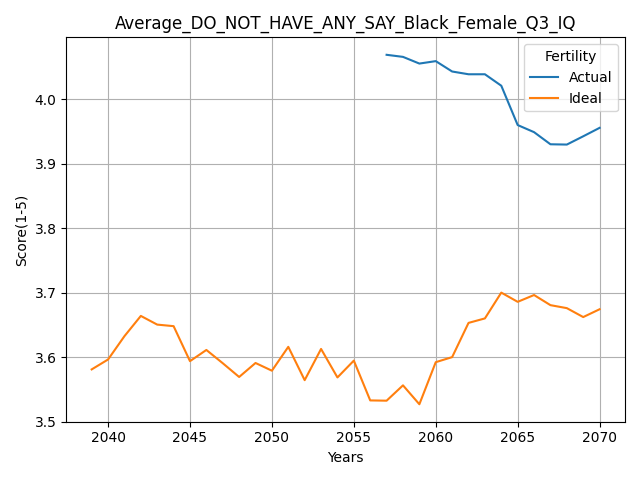 Average_DO_NOT_HAVE_ANY_SAY_Black_Female_Q3_IQ
Fertility
Actual
Ideal
Score(1-5)
4.0
3.9
3.8
3.7
3.6
3.5
2040 2045 2050 2055 2060 2065 2070
Years